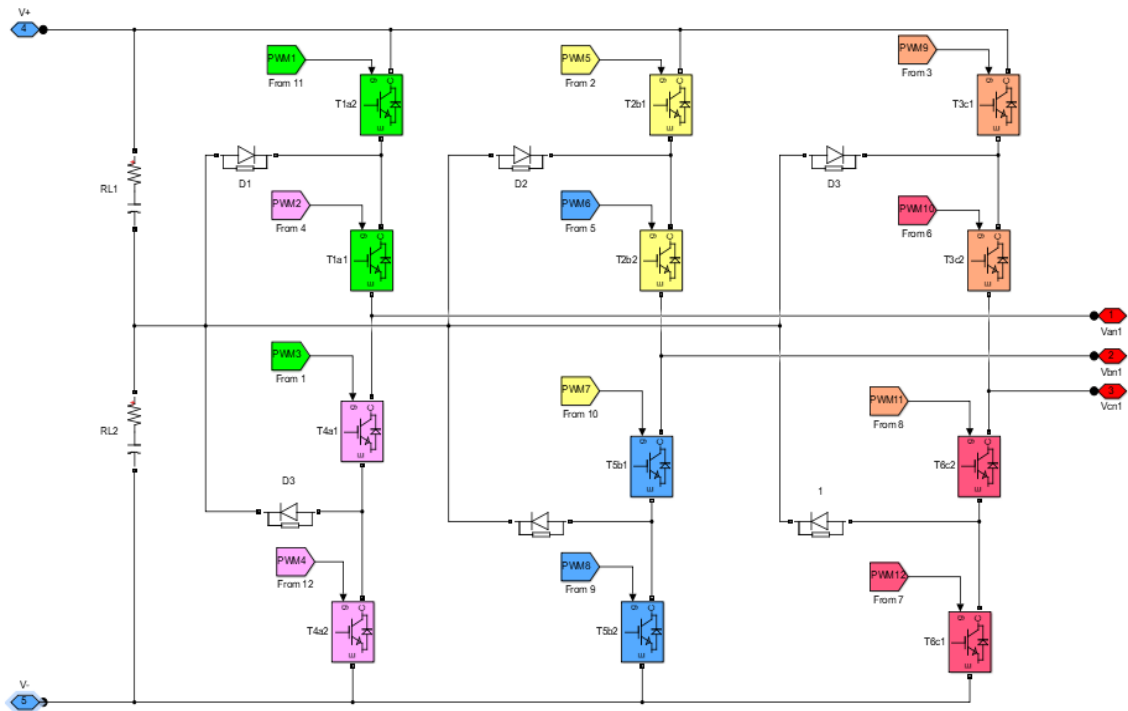 V+
4
PWM1
From 11
g
C
T1a2
E
PWM5
From 2
g
C
T2b1
E
PWM9
From 3
g
C
T3c1
E
D1
D2
D3
RL1
PWM2
From 4
g
C
T1a1
E
PWM6
From 5
g
C
T2b2
E
PWM10
From 6
g
C
T3c2
E
1
Van1
2
Vbn1
3
Vcn1
PWM3
From 1
g
C
T4a1
E
PWM7
From 10
g
C
T5b1
E
PWM11
From 8
g
C
T6c2
E
RL2
D3
1
PWM4
From 12
g
C
T4a2
E
PWM8
From 9
g
C
T5b2
E
PWM12
From 7
g
C
T6c1
E
V-
5